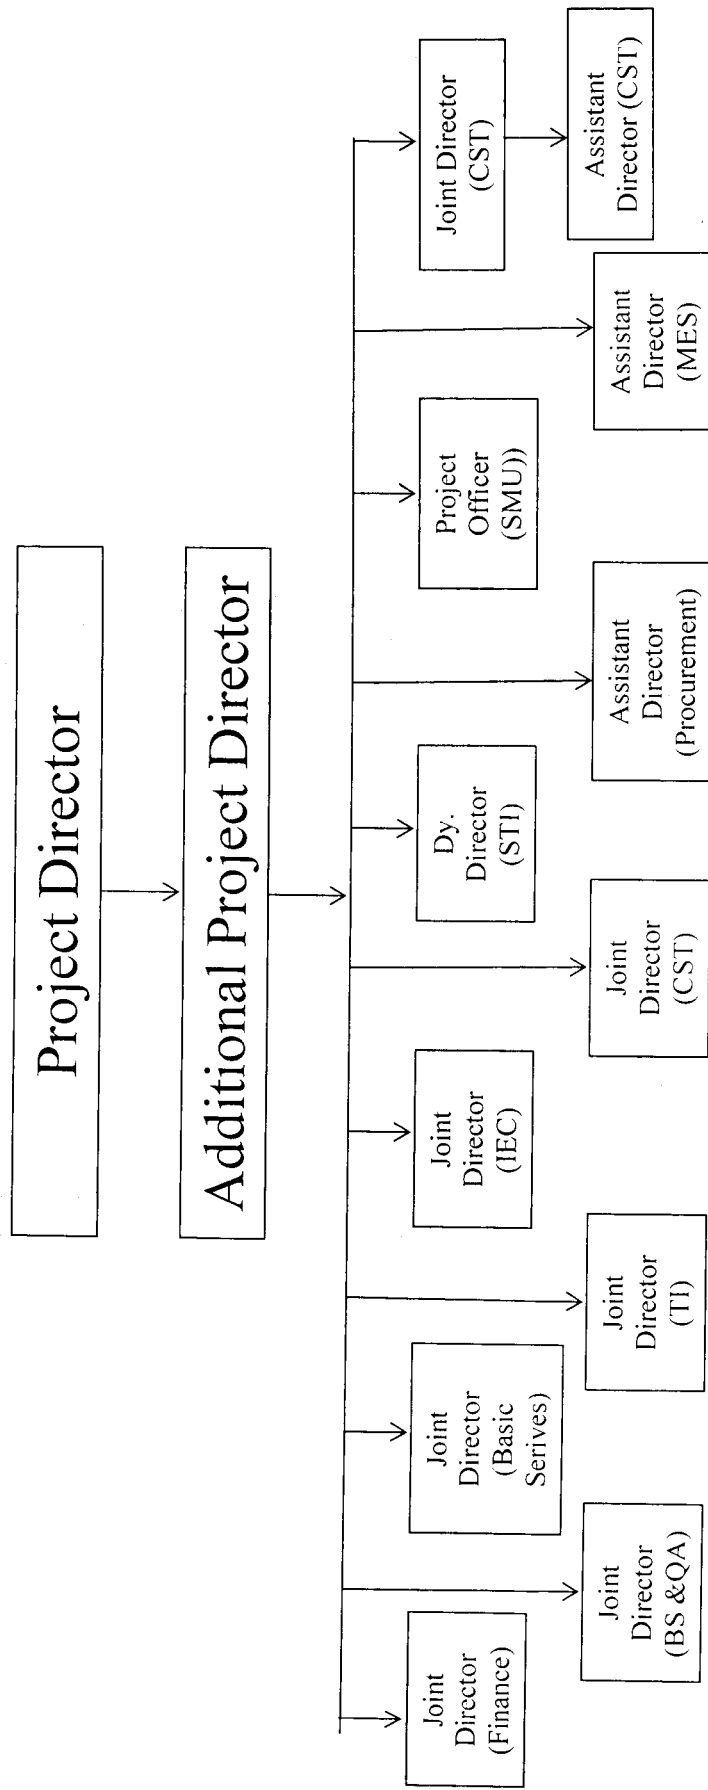 Project Director
Additional Project Director
Joint
Director
(Finance)
Joint
Director
(BS &QA)
Joint
Director
(Basic
Serives)
Joint
Director
(TI)
Joint
Director
(IEC)
Joint
Director
(CST)
Dy.
Director
(STI)
Assistant
Director
(Procurement)
Project
Officer
(SMU))
Assistant
Director
(MES)
Joint Director
(CST)
Assistant
Director (CST)